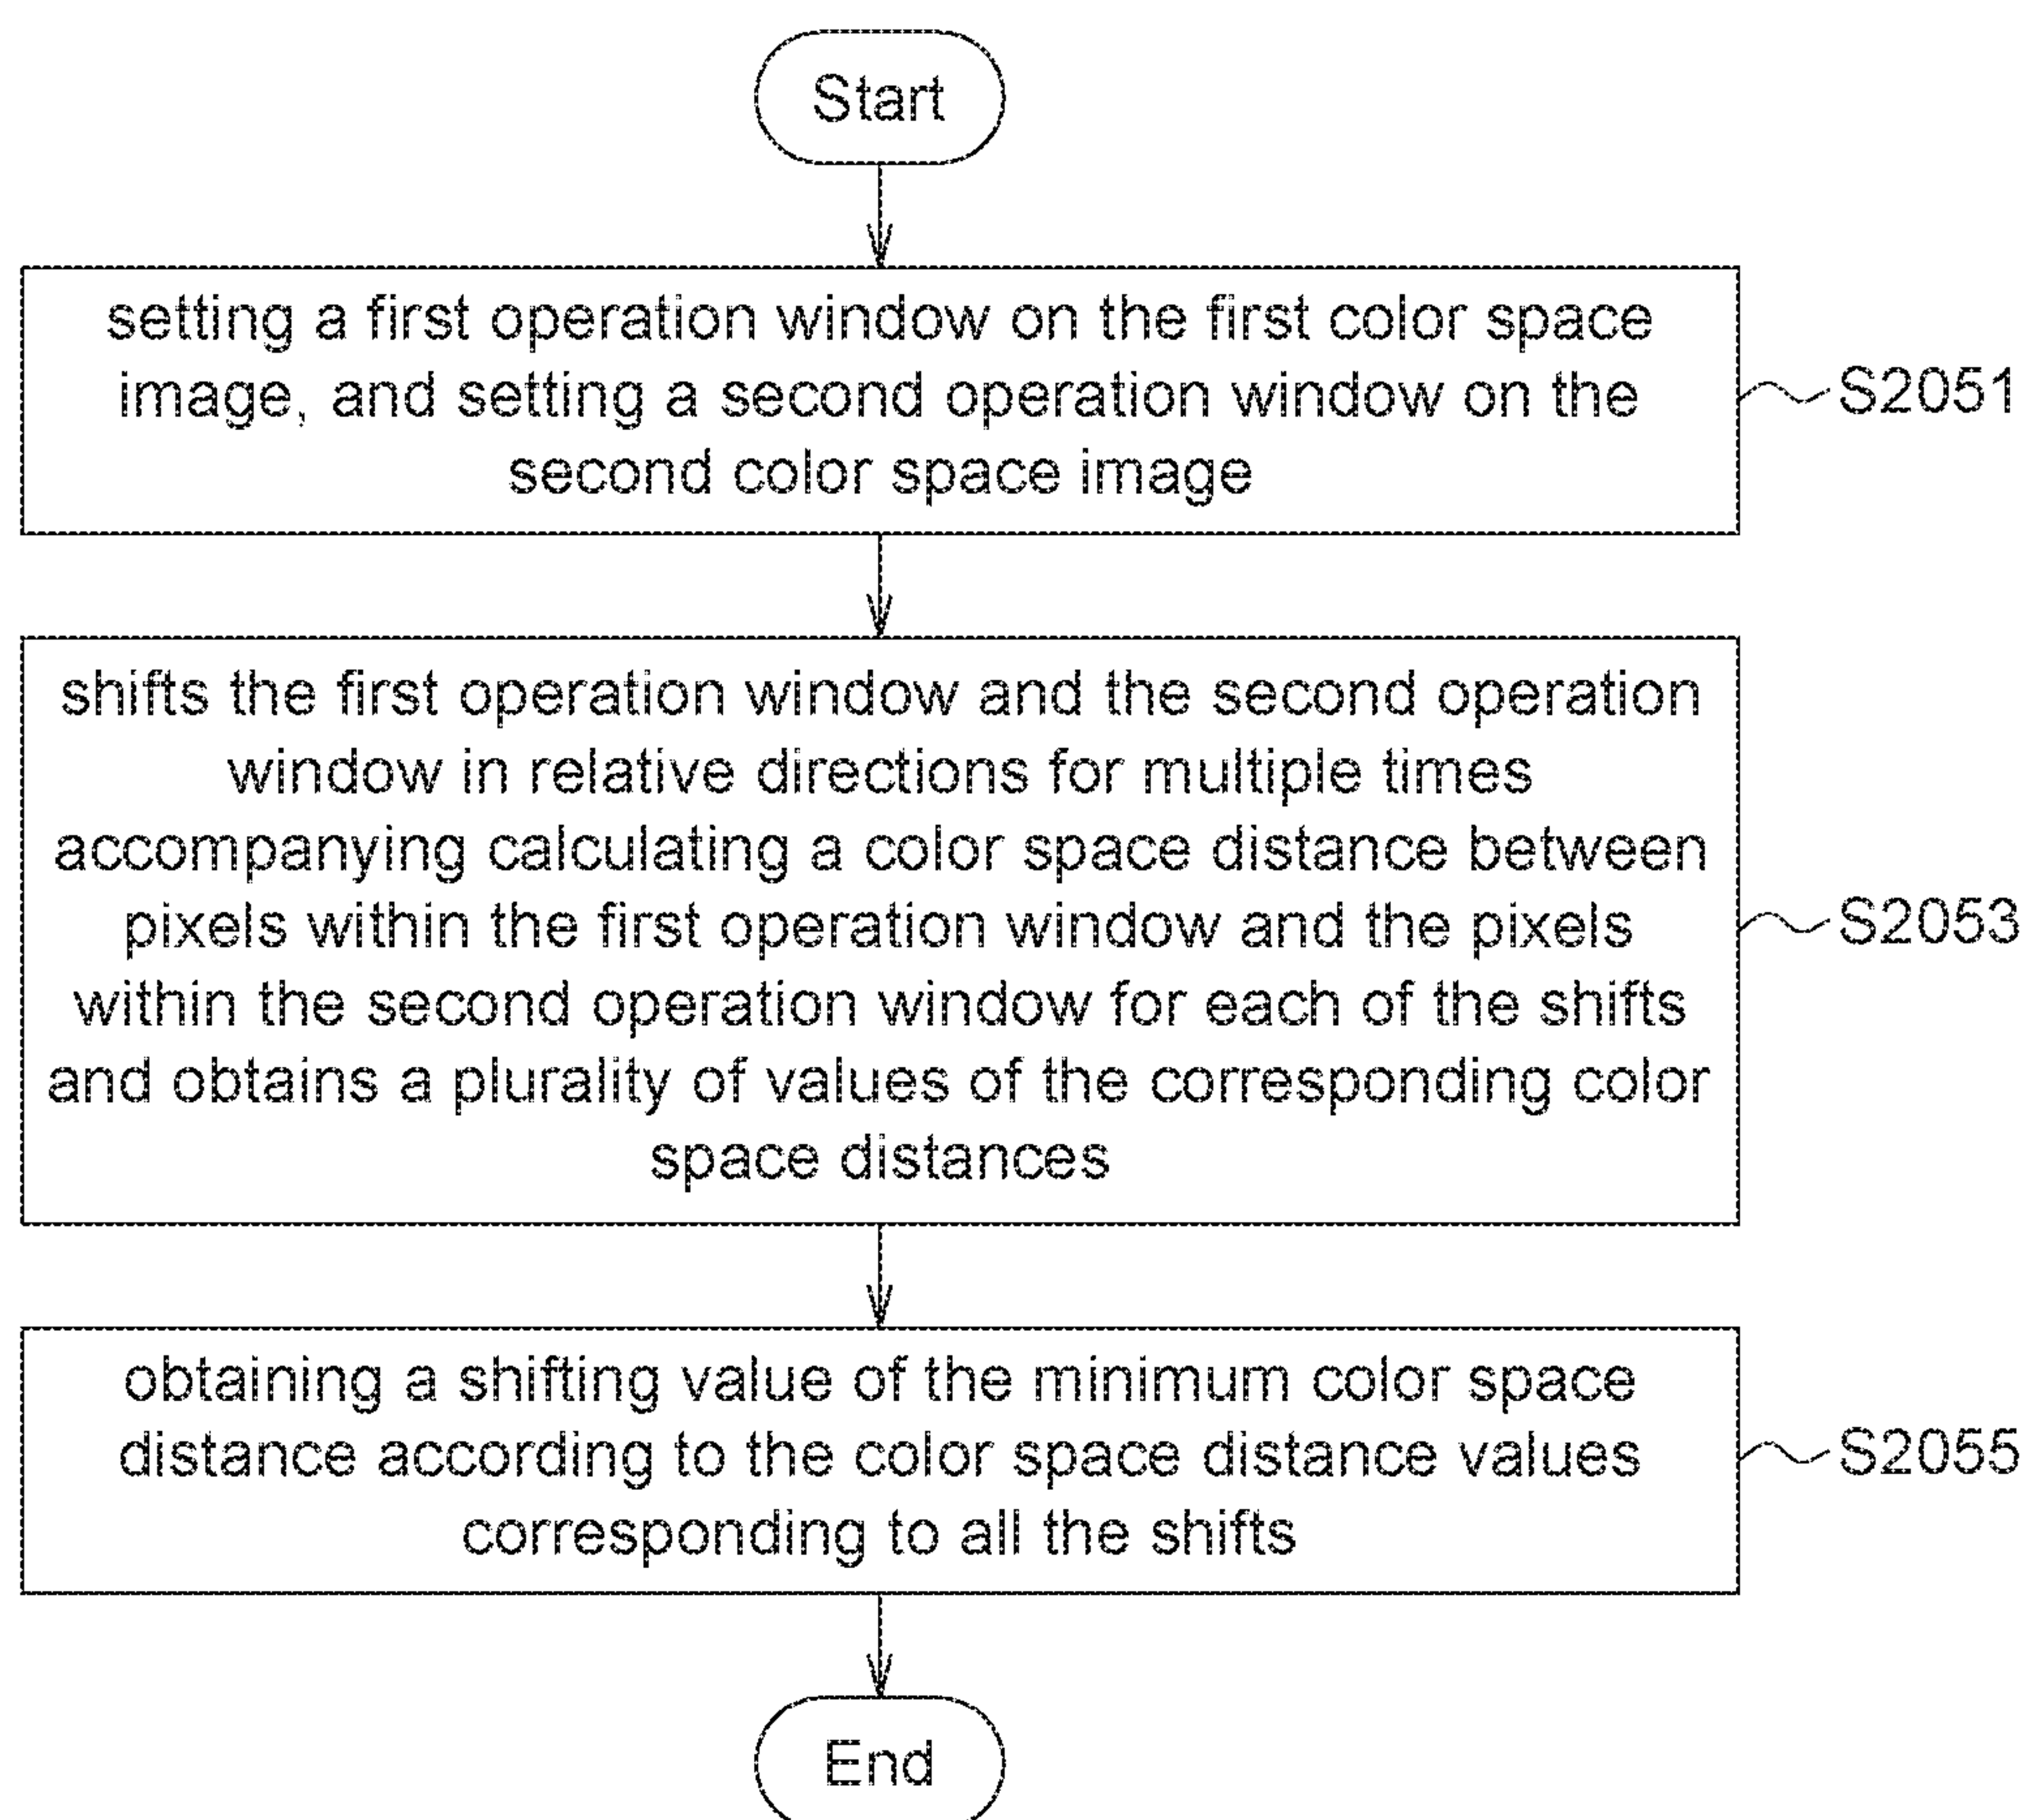 Start
setting a first operation window on the first color space
image, and setting a second operation window on the
second color space image
S2051
shifts the first operation window and the second operation
window in relative directions for multiple times
accompanying calculating a color space distance between
pixels within the first operation window and the pixels
within the second operation window for each of the shifts
and obtains a plurality of values of the corresponding color
space distances
S2053
obtaining a shifting value of the minimum color space
distance according to the color space distance values
corresponding to all the shifts
S2055
End